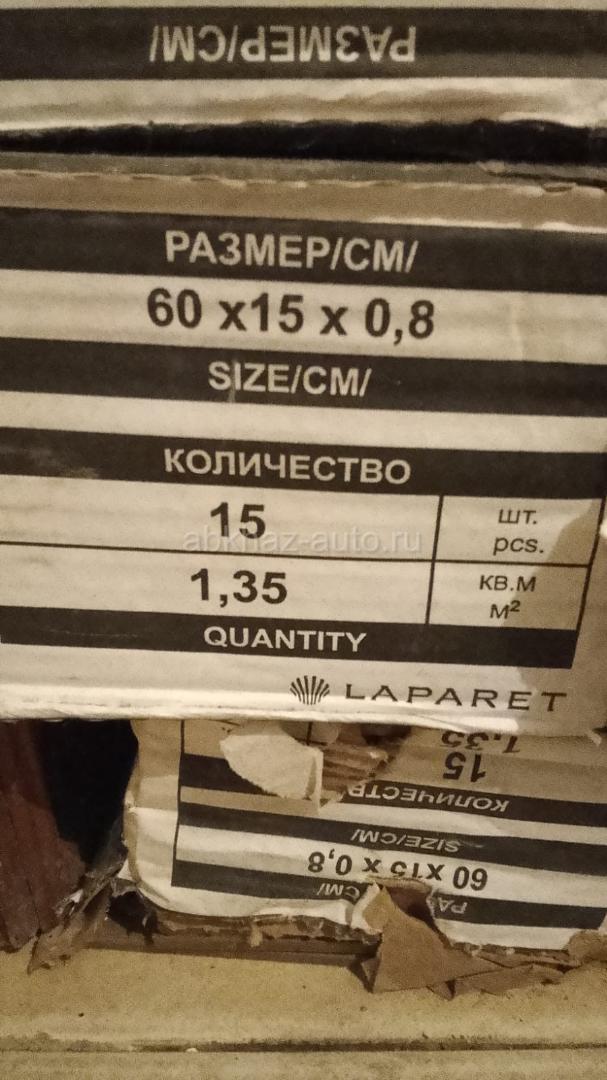 РАЗМЕР/СМ/
РАЗМЕР/СМ/
60 x15 x 0,8
SIZE/CM/
КОЛИЧЕСТВО
15 шт.
pcs.
abkhaz-auto.ru
1,35 КВ.М
М²
QUANTITY
LAPARET
1,35
15
КОЛИЧЕСТВ
SIZE/CM/
60 x15 x 0,8